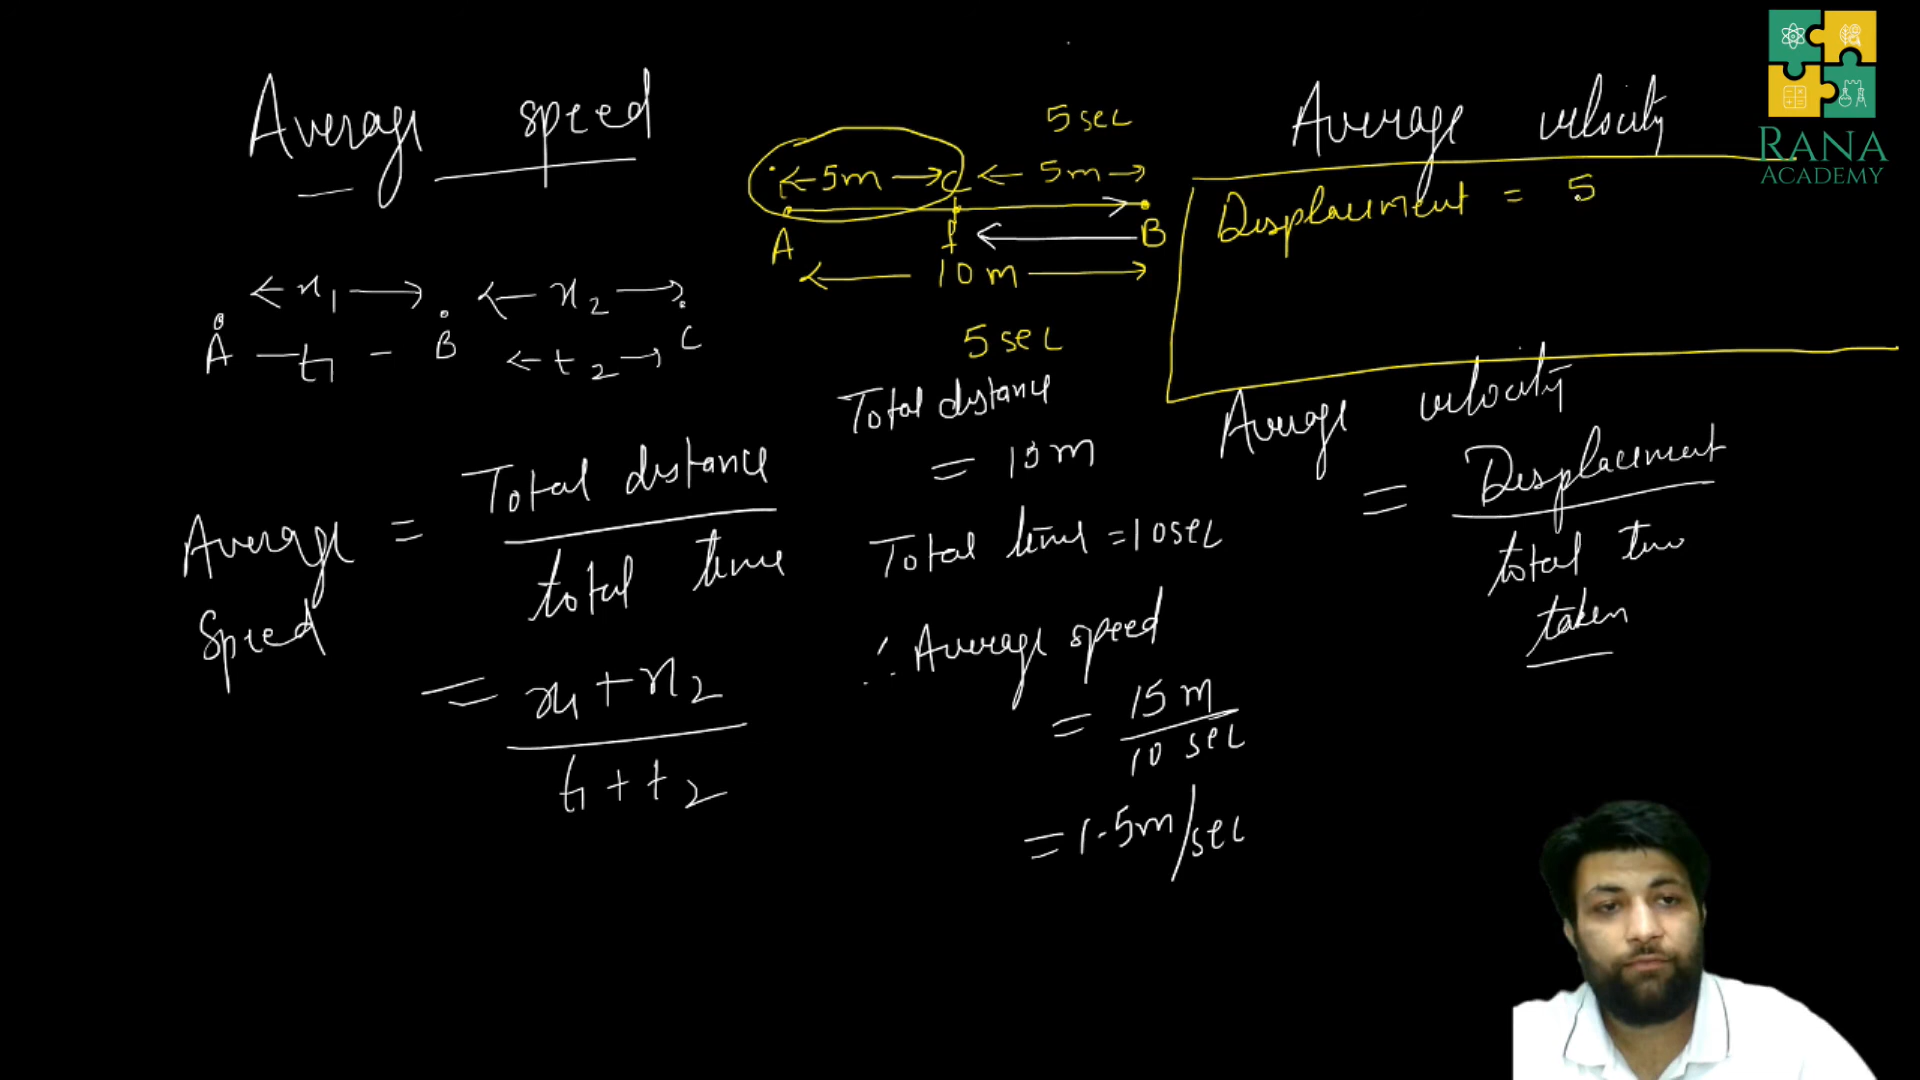 Average speed
← x1 → ← x2 →
A — t1 — B ← t2 → C
Average Speed = Total distance / total time
= x1 + x2 / t1 + t2
5 sec
← 5m → C ← 5m →
A f B
← 10 m →
5 sec
Total distance
= 15 m
Total time = 10 sec
∴ Average speed
= 15 m / 10 sec
= 1.5 m/sec
Average velocity
Displacement = 5
Average velocity
= Displacement / total time
taken
RANA
ACADEMY